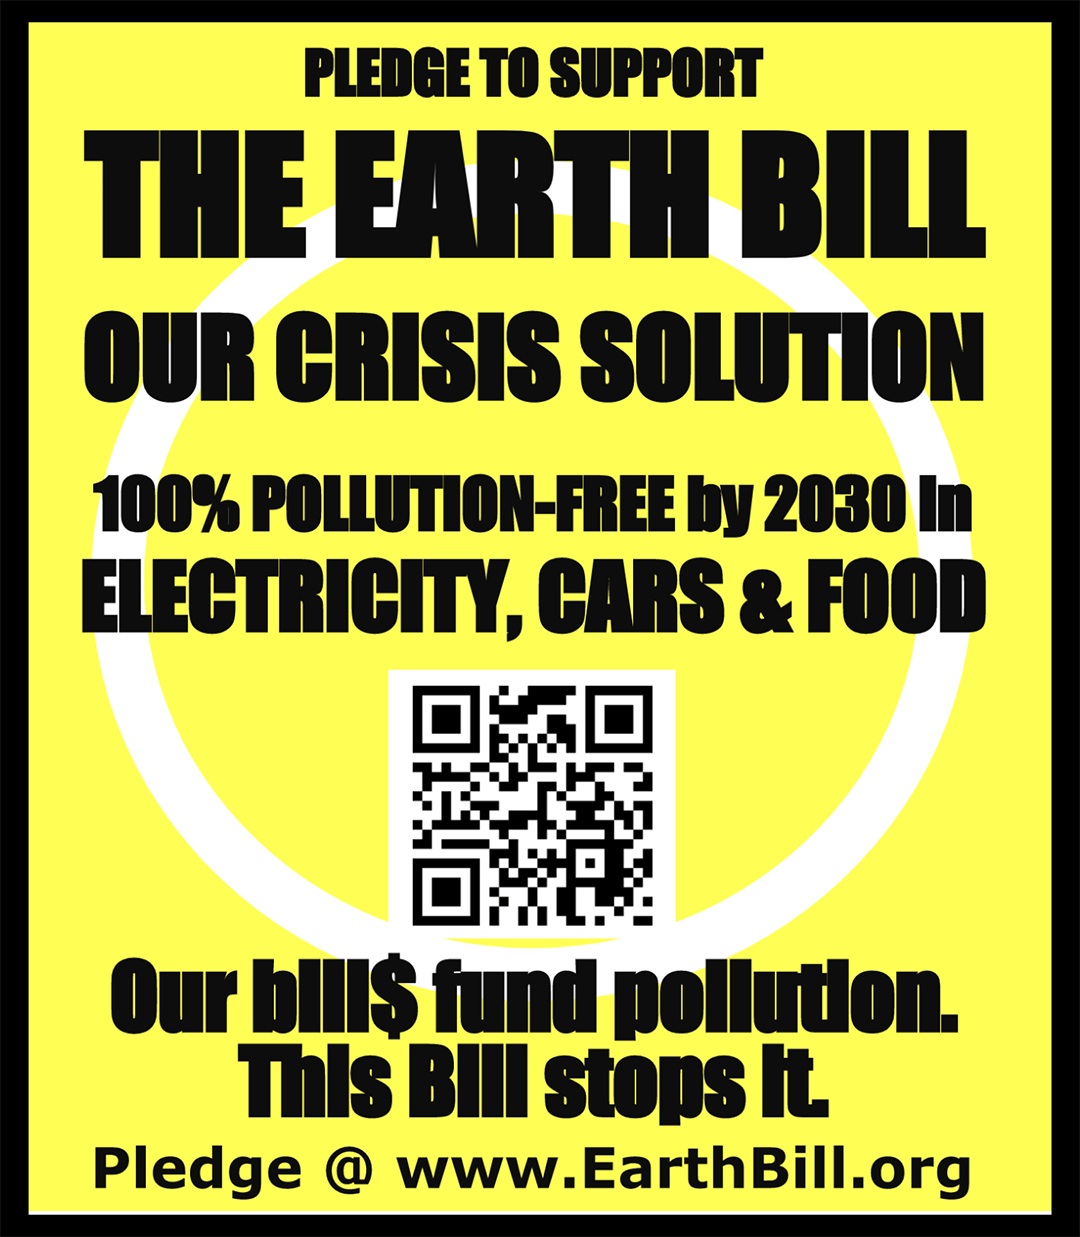 PLEDGE TO SUPPORT
THE EARTH BILL
OUR CRISIS SOLUTION
100% POLLUTION-FREE by 2030 in
ELECTRICITY, CARS & FOOD
Our bill$ fund pollution.
This Bill stops it.
Pledge @ www.EarthBill.org